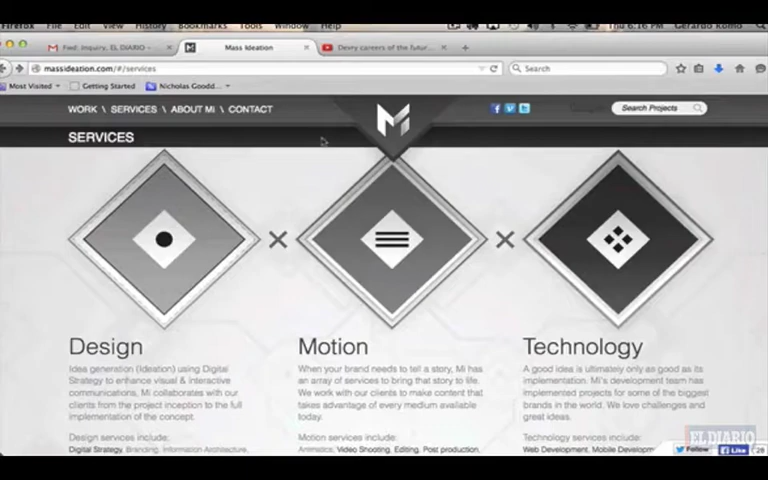 Firefox File Edit View History Bookmarks Tools Window Help Thu 6:16 PM Gerardo Romo
Fwd: Inquiry, EL DIARIO - Mass Ideation Devry careers of the futur...
massideation.com/#/services Search
Most Visited Getting Started Nicholas Goodd...
WORK \ SERVICES \ ABOUT Mi \ CONTACT
Search Projects
SERVICES
Design
Idea generation (Ideation) using Digital
Strategy to enhance visual & interactive
communications, Mi collaborates with our
clients from the project inception to the full
implementation of the concept.
Design services include:
Digital Strategy, Branding, Information Architecture,
Motion
When your brand needs to tell a story, Mi has
an array of services to bring that story to life.
We work with our clients to make content that
takes advantage of every medium available
today.
Motion services include:
Animatics, Video Shooting, Editing, Post production,
Technology
A good idea is ultimately only as good as its
implementation. Mi's development team has
implemented projects for some of the biggest
brands in the world. We love challenges and
great ideas.
Technology services include:
Web Development, Mobile Developm
EL DIARIO
Follow Like